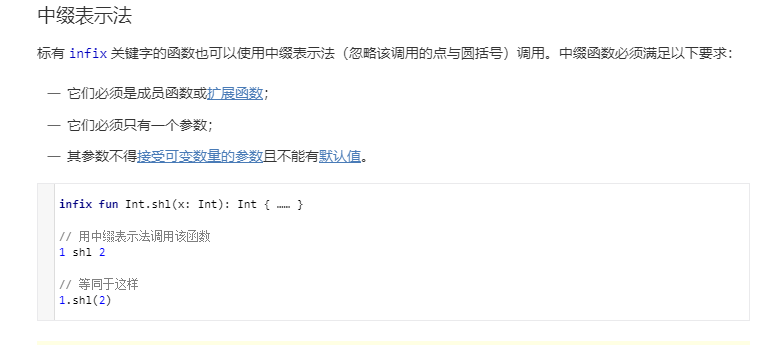 中缀表示法
标有 infix 关键字的函数也可以使用中缀表示法（忽略该调用的点与圆括号）调用。中缀函数必须满足以下要求：
— 它们必须是成员函数或扩展函数；
— 它们必须只有一个参数；
— 其参数不得接受可变数量的参数且不能有默认值。
infix fun Int.shl(x: Int): Int { …… }
// 用中缀表示法调用该函数
1 shl 2
// 等同于这样
1.shl(2)